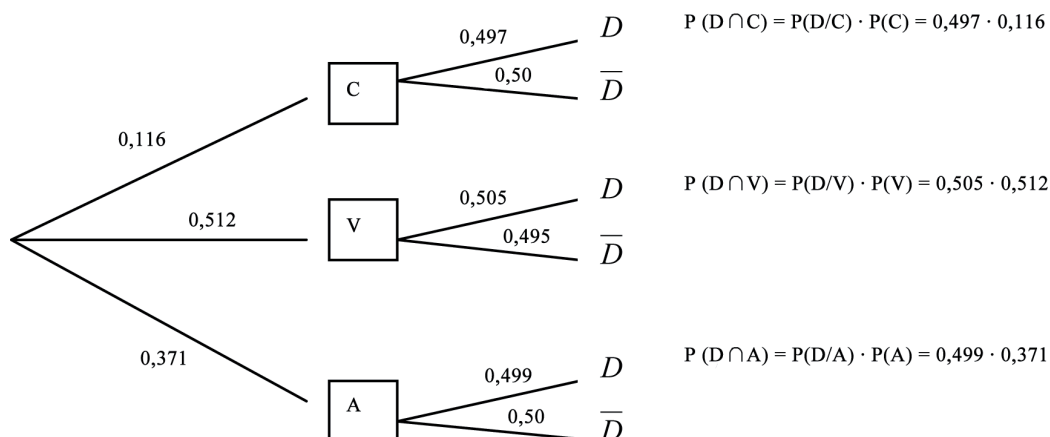 0,497 D P (D ∩ C) = P(D/C) · P(C) = 0,497 · 0,116
C 0,50 D̅
0,116
0,505 D P (D ∩ V) = P(D/V) · P(V) = 0,505 · 0,512
0,512 V 0,495 D̅
0,371 0,499 D P (D ∩ A) = P(D/A) · P(A) = 0,499 · 0,371
A 0,50 D̅